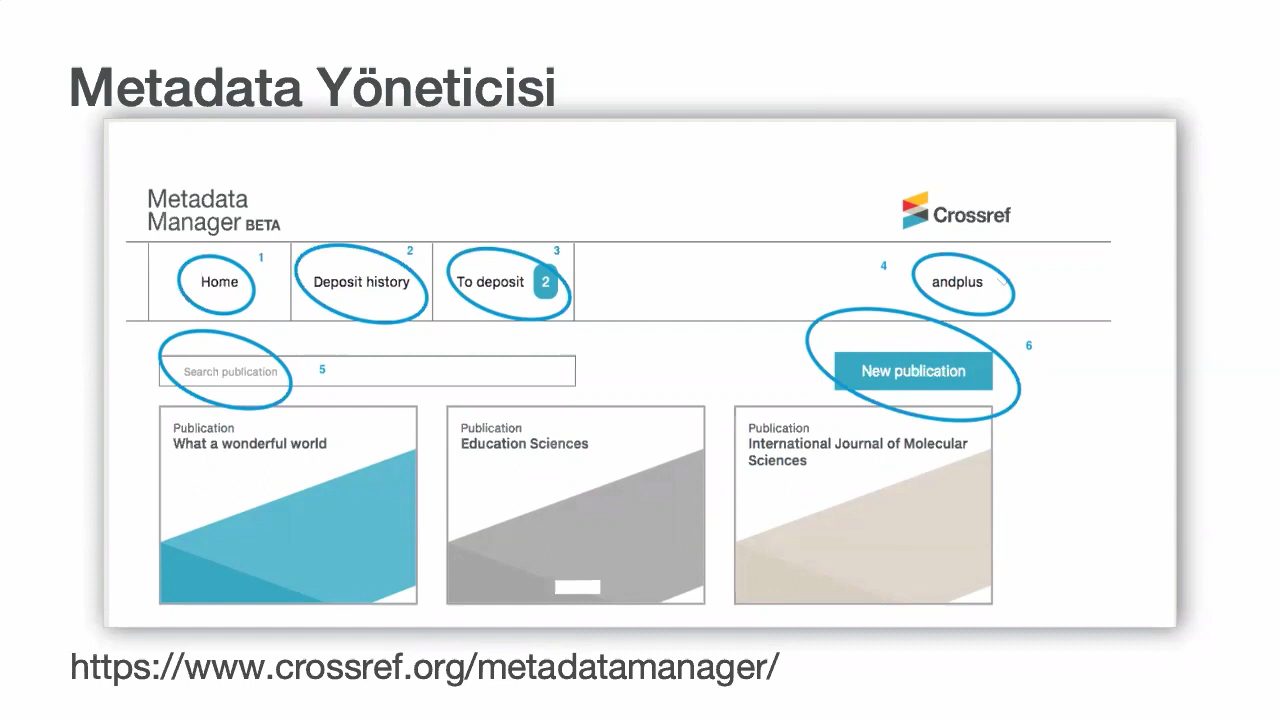 Metadata Yöneticisi
Metadata
Manager BETA
Crossref
1
2
3
Home
Deposit history
To deposit 2
4
andplus
Search publication
5
6
New publication
Publication
What a wonderful world
Publication
Education Sciences
Publication
International Journal of Molecular
Sciences
https://www.crossref.org/metadatamanager/